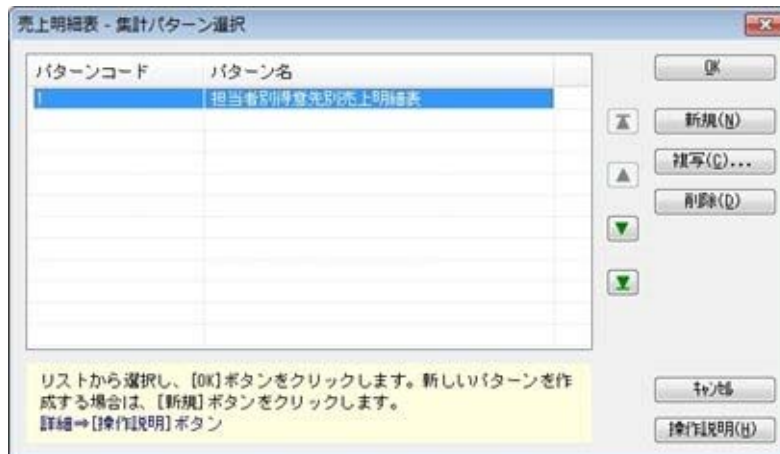 売上明細表 - 集計パターン選択
パターンコード パターン名
1 担当者別得意先別売上明細表
OK
新規(N)
複写(C)...
削除(D)
リストから選択し、[OK]ボタンをクリックします。新しいパターンを作
成する場合は、[新規]ボタンをクリックします。
詳細⇒[操作説明]ボタン
キャンセル
操作説明(H)